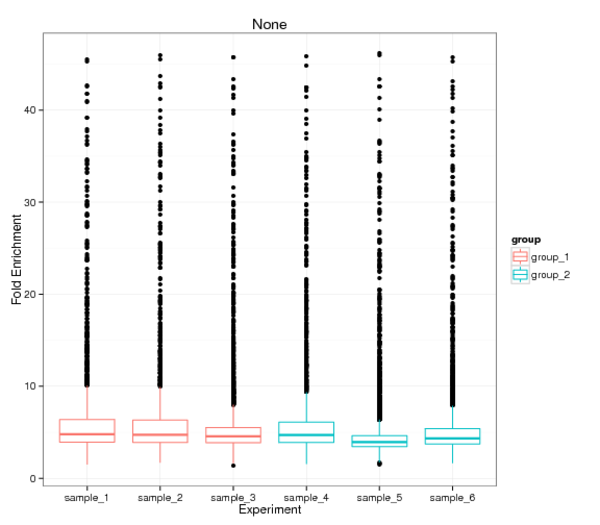 None
Fold Enrichment
40
30
20
10
0
sample_1 sample_2 sample_3 sample_4 sample_5 sample_6
Experiment
group
group_1
group_2